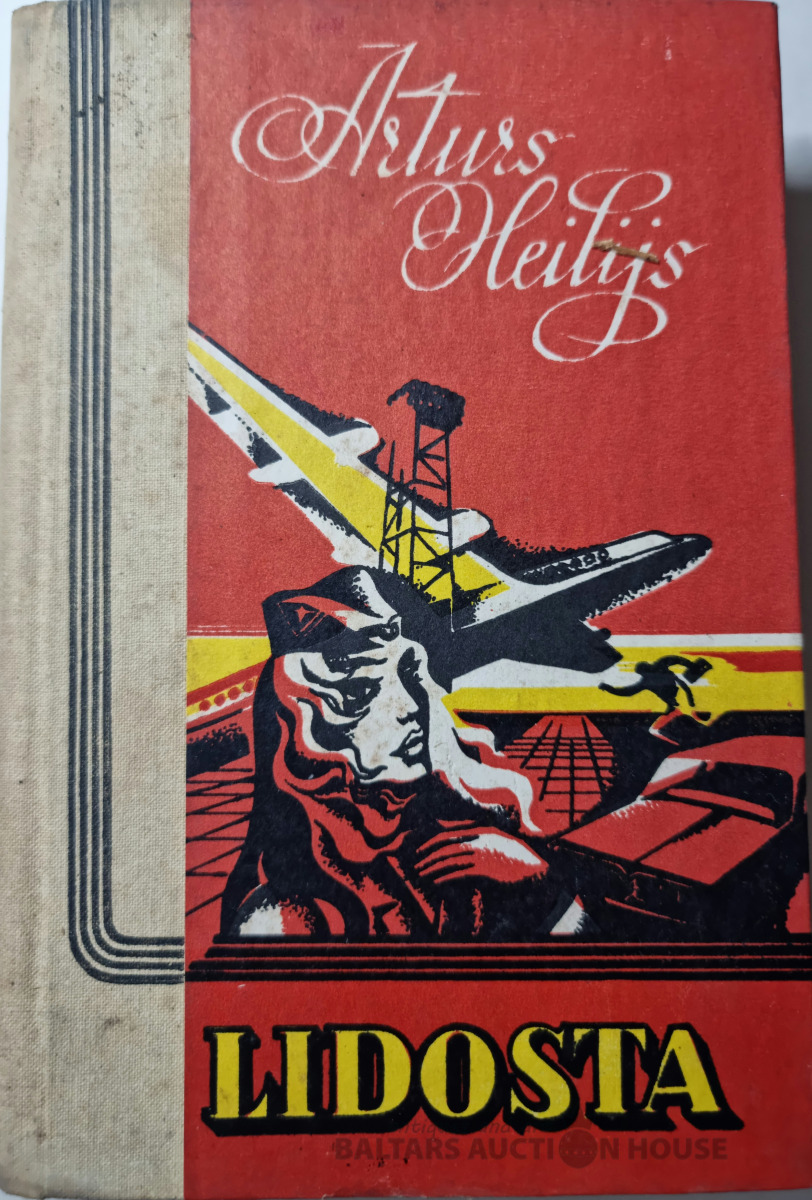 Arturs
Heilijs
LIDOSTA
BALTARS AUCTION HOUSE